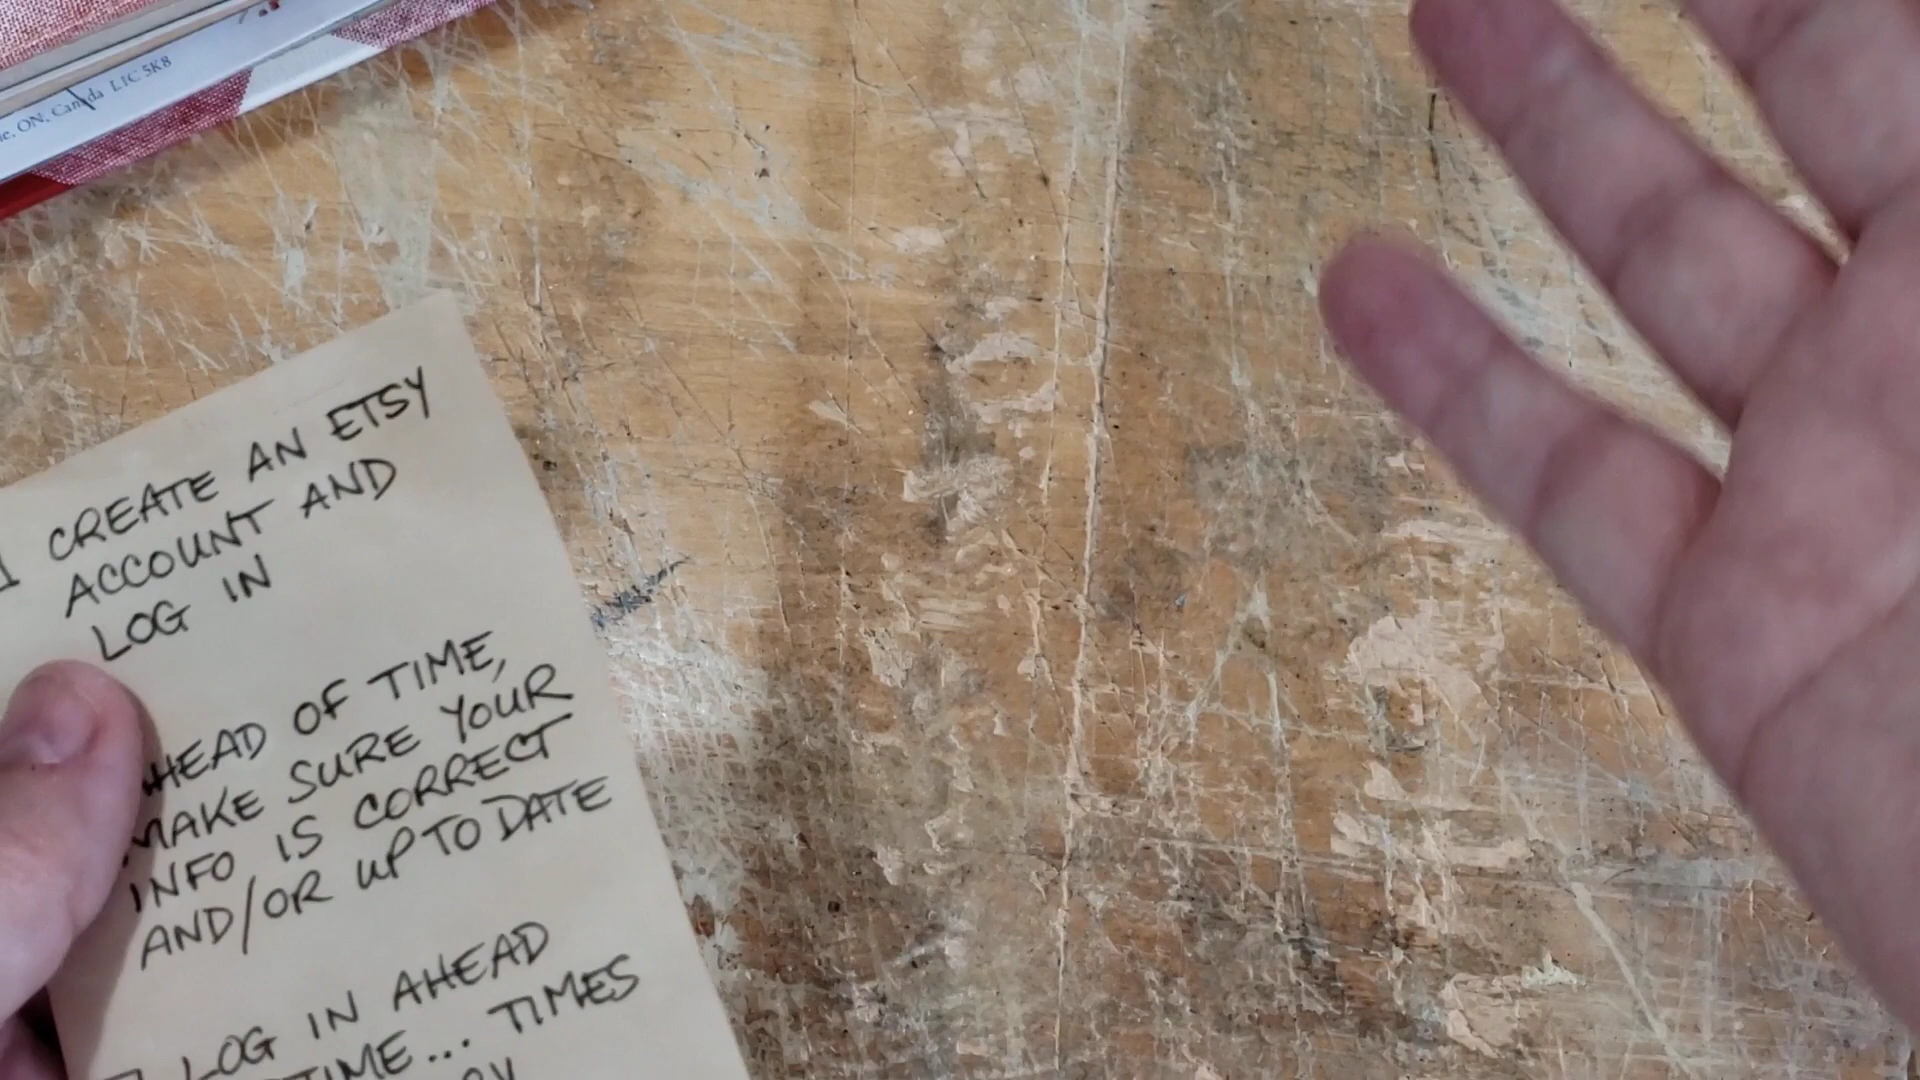 ON, Canada L1C 5K8
CREATE AN ETSY
ACCOUNT AND
LOG IN
AHEAD OF TIME,
MAKE SURE YOUR
INFO IS CORRECT
AND/OR UP TO DATE
LOG IN AHEAD
TIME... TIMES